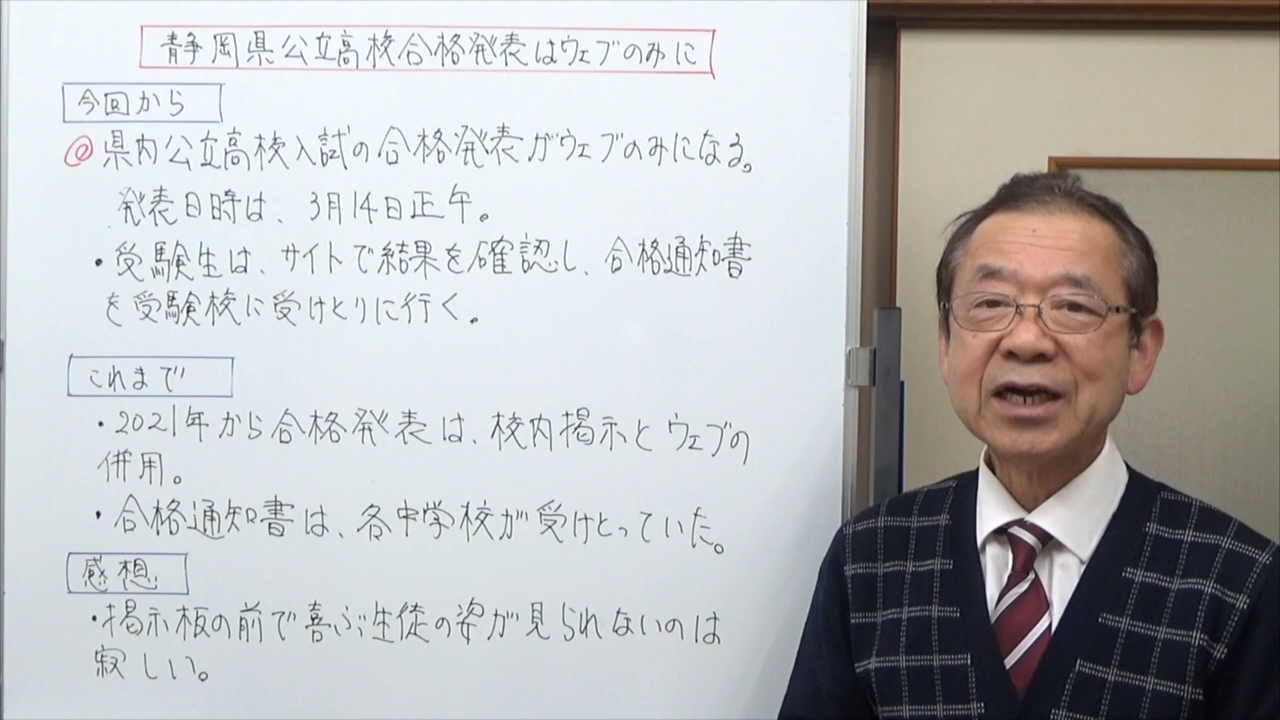 静岡県公立高校合格発表はウェブのみに
今回から
@県内公立高校入試の合格発表がウェブのみになる。
発表日時は、3月14日正午。
・受験生は、サイトで結果を確認し、合格通知書
を受験校に受けとりに行く。
これまで
・2021年から合格発表は、校内掲示とウェブの
併用。
・合格通知書は、各中学校が受けとっていた。
感想
・掲示板の前で喜ぶ生徒の姿が見られないのは
寂しい。